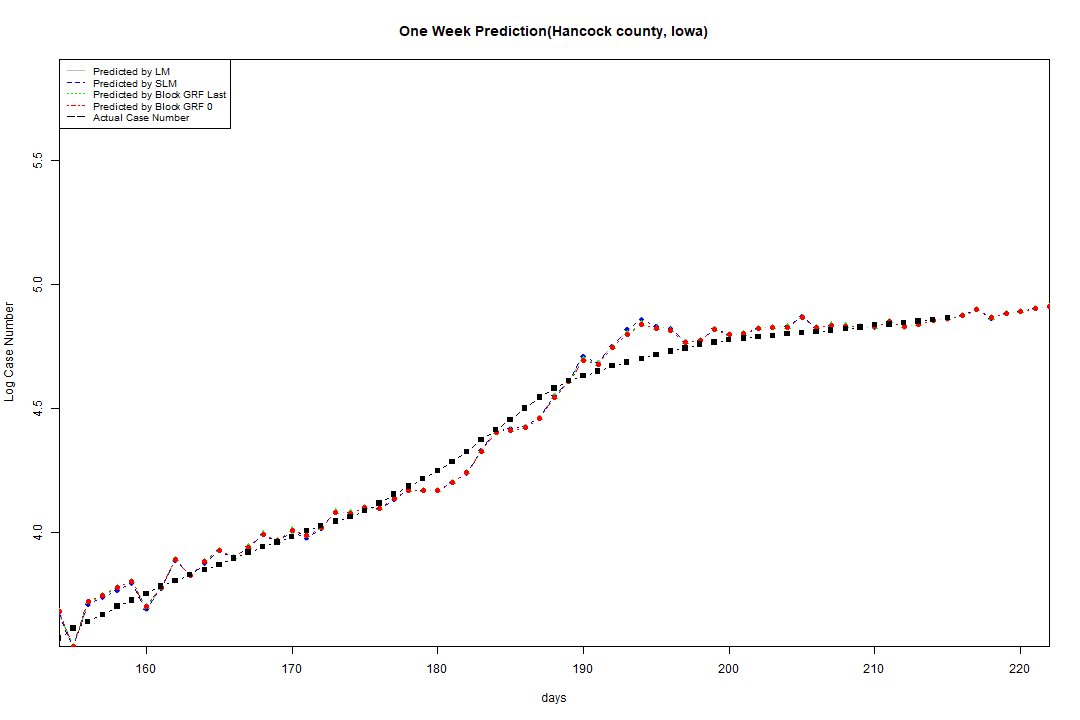 One Week Prediction(Hancock county, Iowa)
Predicted by LM
Predicted by SLM
Predicted by Block GRF Last
Predicted by Block GRF 0
Actual Case Number
5.5
5.0
4.5
4.0
Log Case Number
160 170 180 190 200 210 220
days